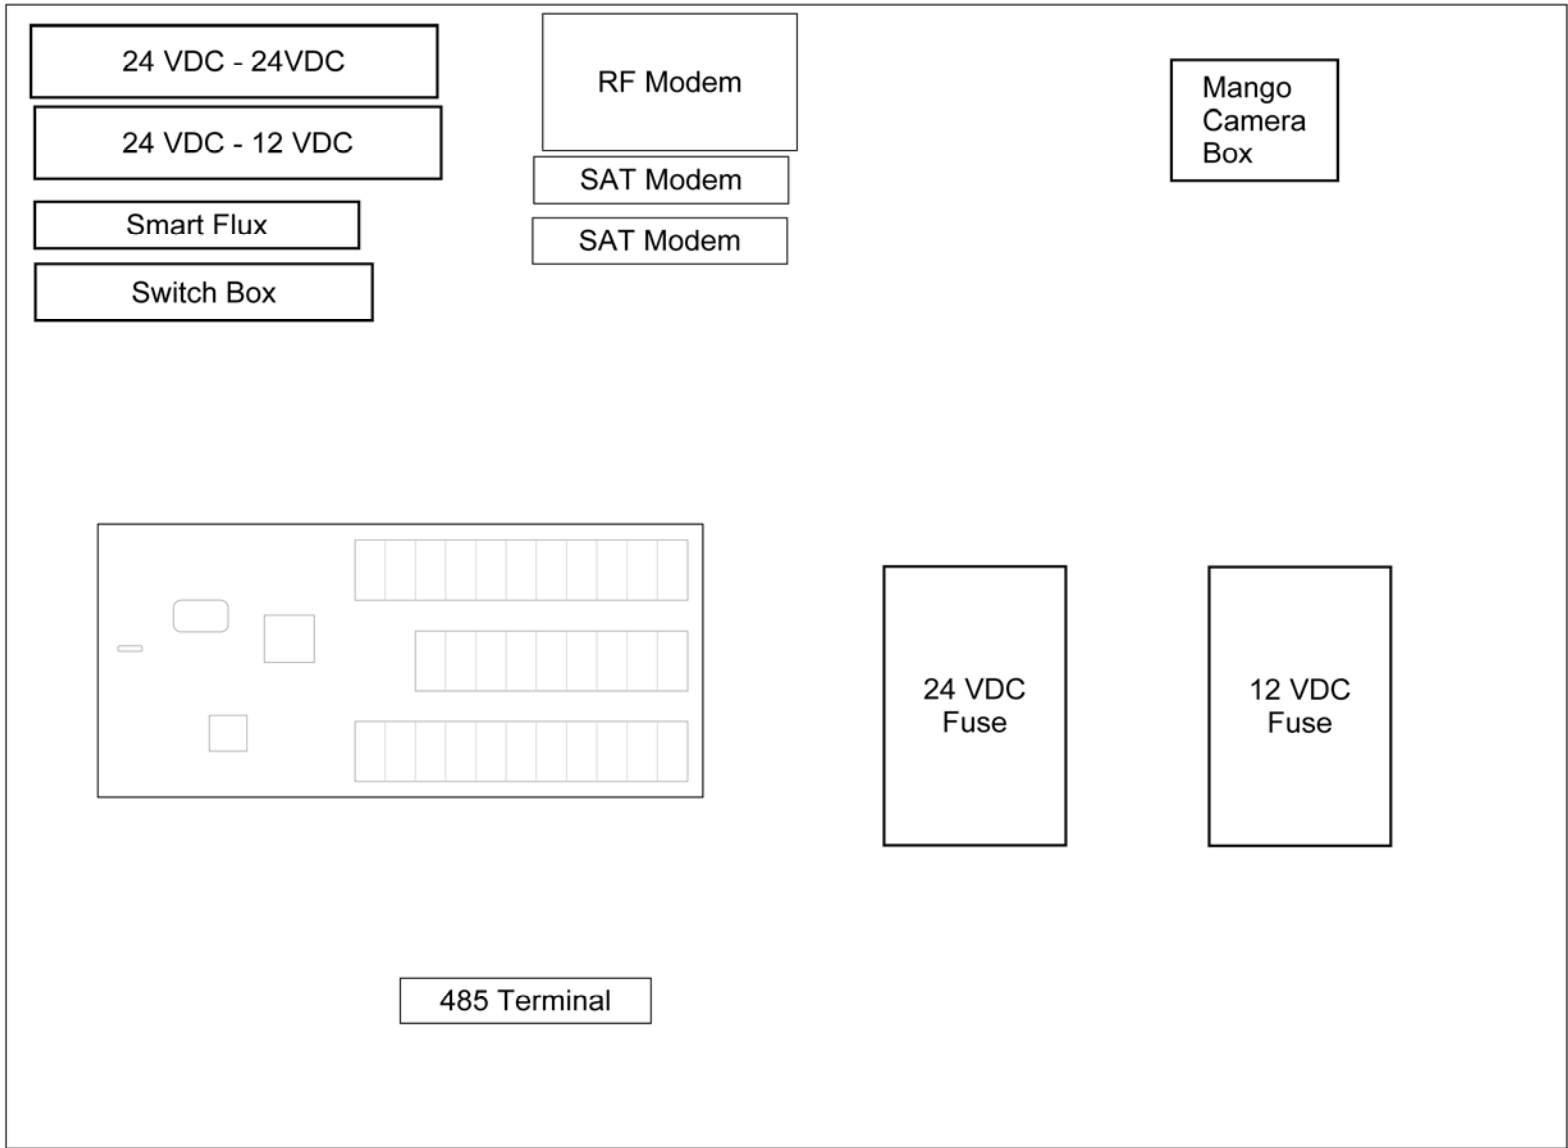 24 VDC - 24VDC
24 VDC - 12 VDC
Smart Flux
Switch Box
RF Modem
SAT Modem
SAT Modem
Mango
Camera
Box
24 VDC
Fuse
12 VDC
Fuse
485 Terminal